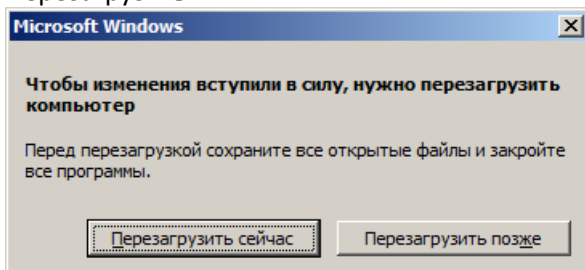 Microsoft Windows
Чтобы изменения вступили в силу, нужно перезагрузить
компьютер
Перед перезагрузкой сохраните все открытые файлы и закройте
все программы.
Перезагрузить сейчас
Перезагрузить позже